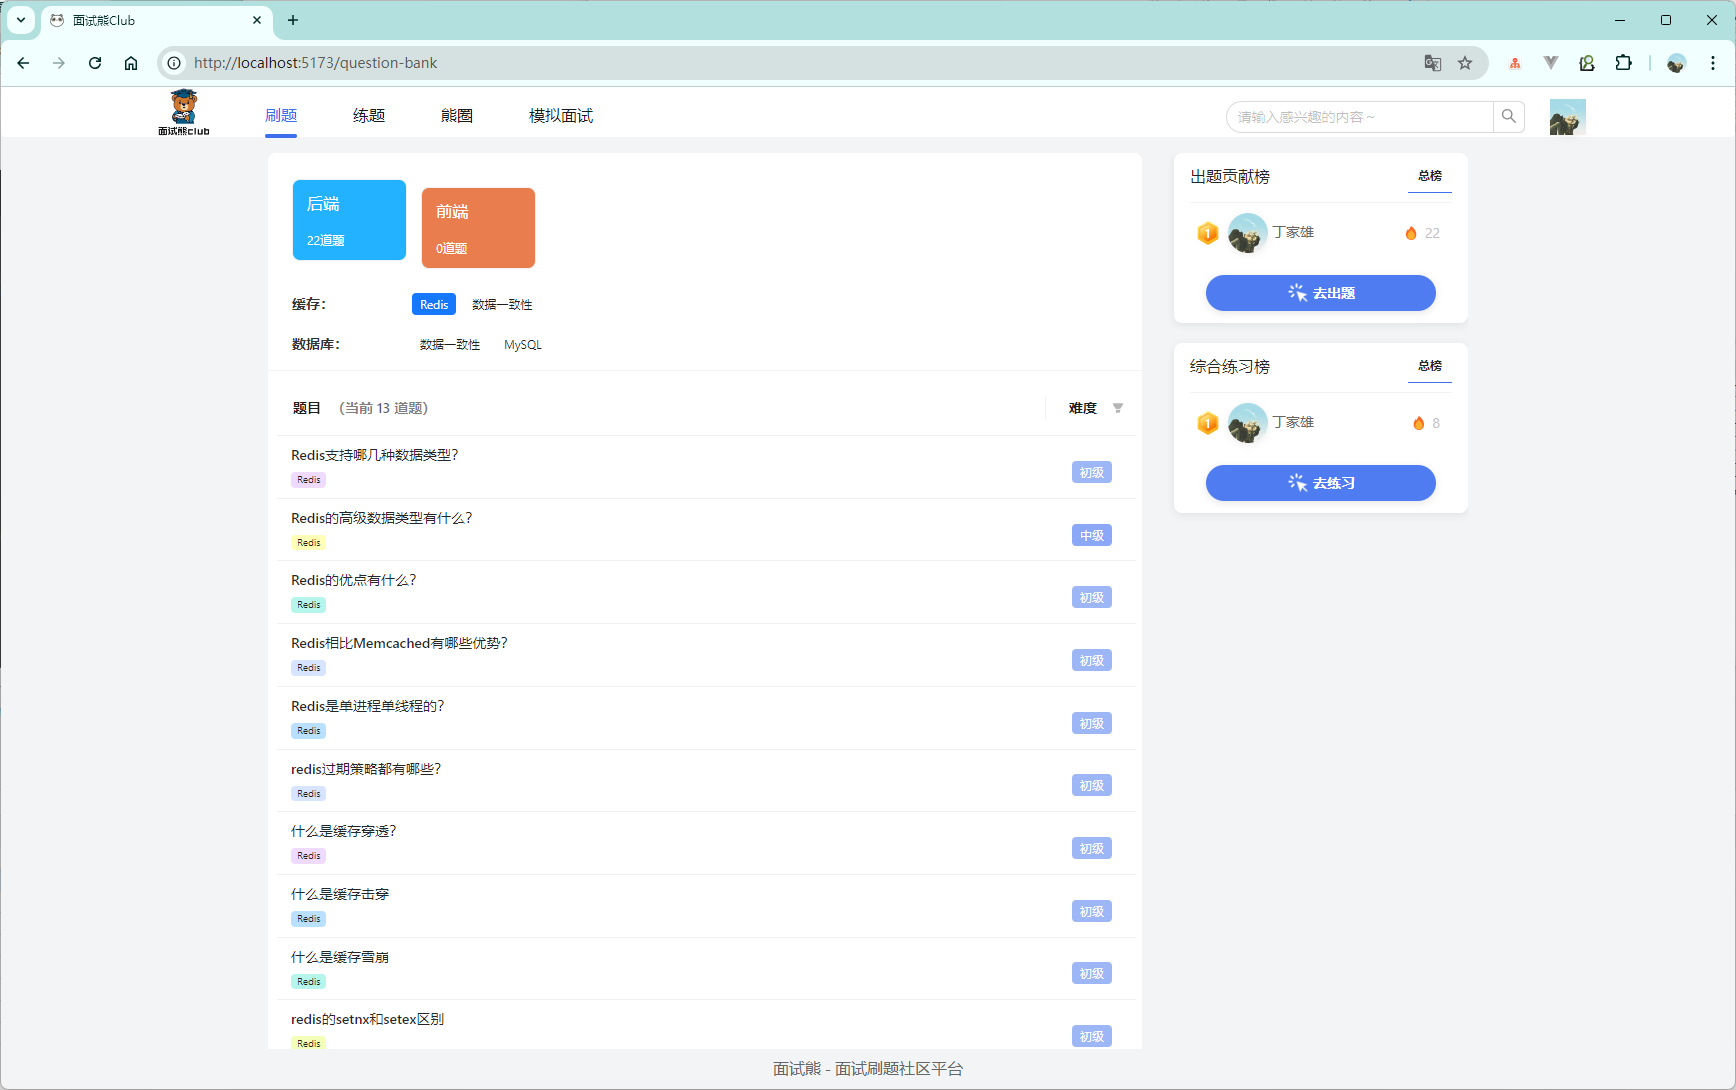 面试熊Club
http://localhost:5173/question-bank
面试熊club
刷题 练题 熊圈 模拟面试
请输入感兴趣的内容~
后端
22道题
前端
0道题
缓存: Redis 数据一致性
数据库: 数据一致性 MySQL
题目 (当前 13 道题) 难度
Redis支持哪几种数据类型?
Redis
初级
Redis的高级数据类型有什么?
Redis
中级
Redis的优点有什么?
Redis
初级
Redis相比Memcached有哪些优势?
Redis
初级
Redis是单进程单线程的?
Redis
初级
redis过期策略都有哪些?
Redis
初级
什么是缓存穿透?
Redis
初级
什么是缓存击穿
Redis
初级
什么是缓存雪崩
Redis
初级
redis的setnx和setex区别
Redis
初级
出题贡献榜 总榜
1 丁家雄 22
去出题
综合练习榜 总榜
1 丁家雄 8
去练习
面试熊 - 面试刷题社区平台